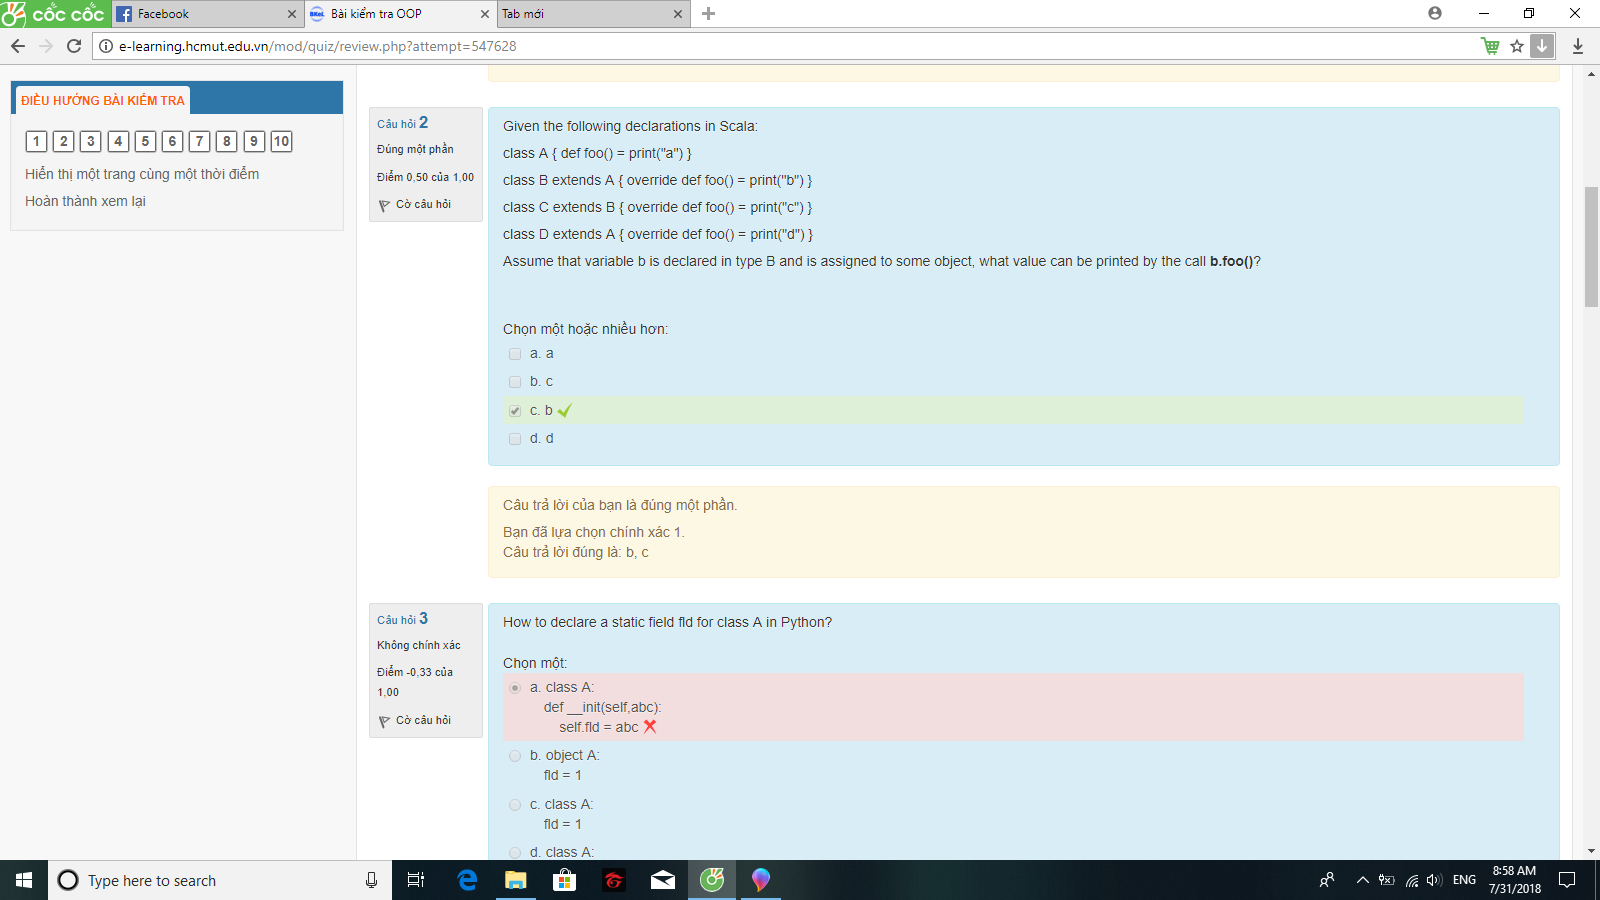 cốc cốc
Facebook
BKeL
Bài kiểm tra OOP
Tab mới
e-learning.hcmut.edu.vn/mod/quiz/review.php?attempt=547628
ĐIỀU HƯỚNG BÀI KIỂM TRA
1 2 3 4 5 6 7 8 9 10
Hiển thị một trang cùng một thời điểm
Hoàn thành xem lại
Câu hỏi 2
Đúng một phần
Điểm 0,50 của 1,00
Cờ câu hỏi
Given the following declarations in Scala:
class A { def foo() = print("a") }
class B extends A { override def foo() = print("b") }
class C extends B { override def foo() = print("c") }
class D extends A { override def foo() = print("d") }
Assume that variable b is declared in type B and is assigned to some object, what value can be printed by the call b.foo()?
Chọn một hoặc nhiều hơn:
a. a
b. c
c. b
d. d
Câu trả lời của bạn là đúng một phần.
Bạn đã lựa chọn chính xác 1.
Câu trả lời đúng là: b, c
Câu hỏi 3
Không chính xác
Điểm -0,33 của
1,00
Cờ câu hỏi
How to declare a static field fld for class A in Python?
Chọn một:
a. class A:
def __init(self,abc):
self.fld = abc
b. object A:
fld = 1
c. class A:
fld = 1
d. class A:
Type here to search
ENG
8:58 AM
7/31/2018